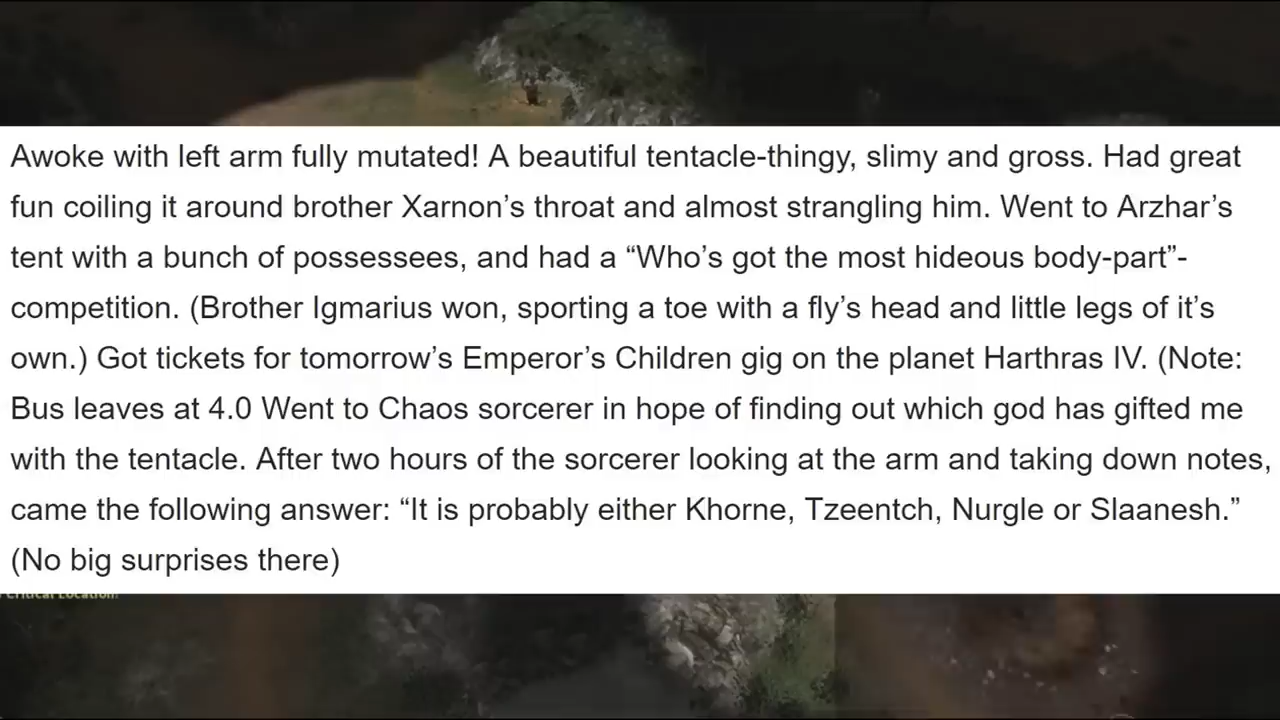 Awoke with left arm fully mutated! A beautiful tentacle-thingy, slimy and gross. Had great
fun coiling it around brother Xarnon’s throat and almost strangling him. Went to Arzhar’s
tent with a bunch of possessees, and had a “Who’s got the most hideous body-part”-
competition. (Brother Igmarius won, sporting a toe with a fly’s head and little legs of it’s
own.) Got tickets for tomorrow’s Emperor’s Children gig on the planet Harthras IV. (Note:
Bus leaves at 4.0 Went to Chaos sorcerer in hope of finding out which god has gifted me
with the tentacle. After two hours of the sorcerer looking at the arm and taking down notes,
came the following answer: “It is probably either Khorne, Tzeentch, Nurgle or Slaanesh.”
(No big surprises there)
Critical Location!